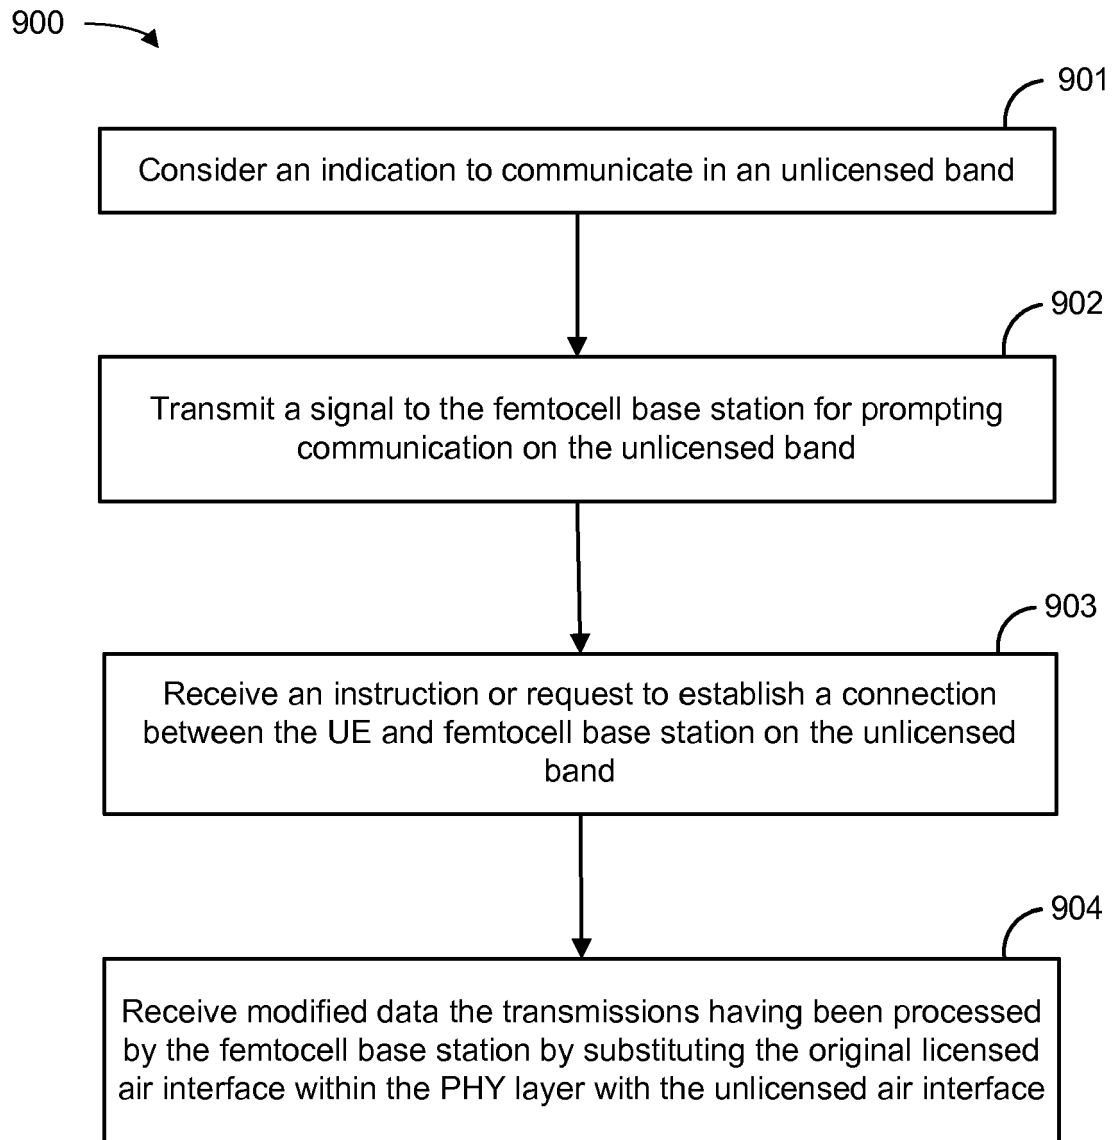 900
901
Consider an indication to communicate in an unlicensed band
902
Transmit a signal to the femtocell base station for prompting
communication on the unlicensed band
903
Receive an instruction or request to establish a connection
between the UE and femtocell base station on the unlicensed
band
904
Receive modified data the transmissions having been processed
by the femtocell base station by substituting the original licensed
air interface within the PHY layer with the unlicensed air interface